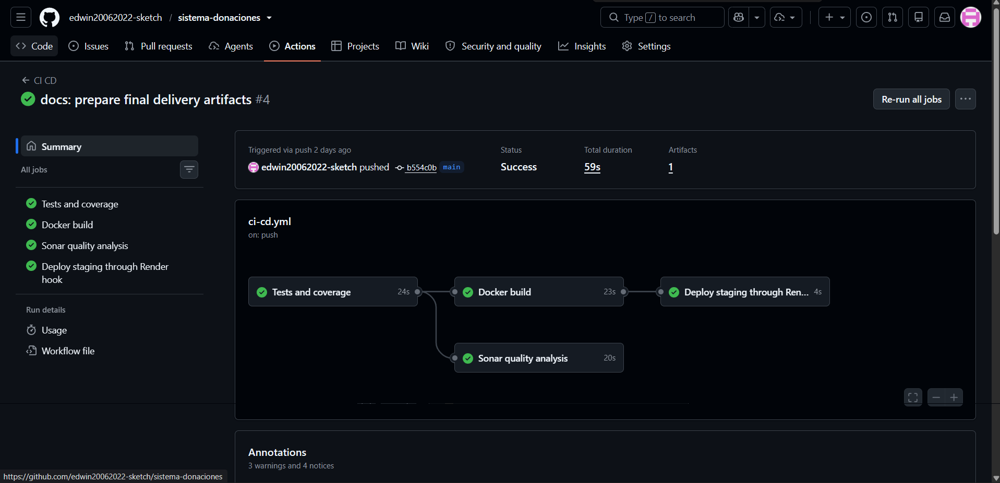 edwin20062022-sketch / sistema-donaciones
Type / to search
Code
Issues
Pull requests
Agents
Actions
Projects
Wiki
Security and quality
Insights
Settings
CI CD
docs: prepare final delivery artifacts #4
Re-run all jobs
Summary
All jobs
Tests and coverage
Docker build
Sonar quality analysis
Deploy staging through Render
hook
Run details
Usage
Workflow file
Triggered via push 2 days ago
edwin20062022-sketch pushed b554c0b main
Status
Success
Total duration
59s
Artifacts
1
ci-cd.yml
on: push
Tests and coverage 24s
Docker build 23s
Deploy staging through Ren... 4s
Sonar quality analysis 20s
Annotations
3 warnings and 4 notices
https://github.com/edwin20062022-sketch/sistema-donaciones